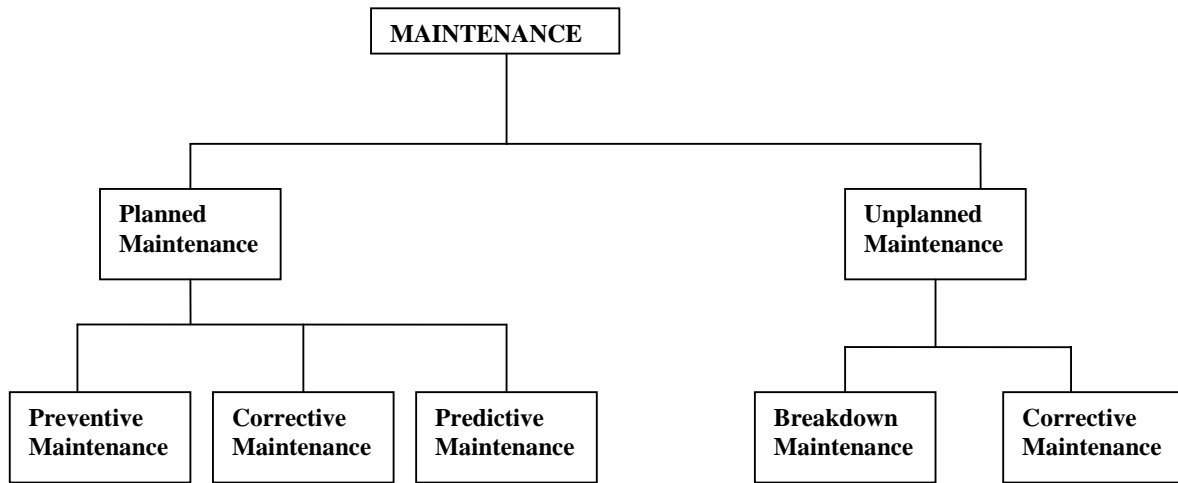 MAINTENANCE
Planned
Maintenance
Unplanned
Maintenance
Preventive
Maintenance
Corrective
Maintenance
Predictive
Maintenance
Breakdown
Maintenance
Corrective
Maintenance